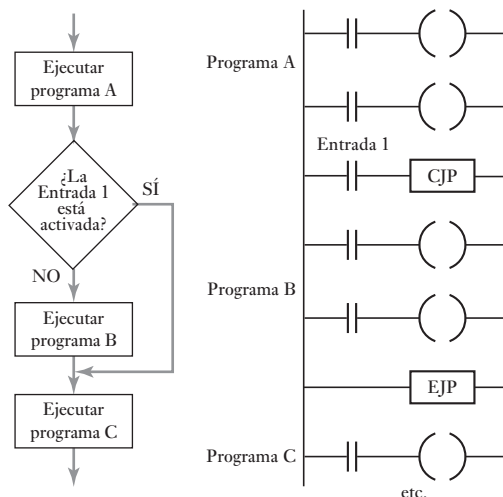 Ejecutar
programa A
¿La
Entrada 1
está
activada?
SÍ
NO
Ejecutar
programa B
Ejecutar
programa C
Programa A
Entrada 1
CJP
Programa B
EJP
Programa C
etc.